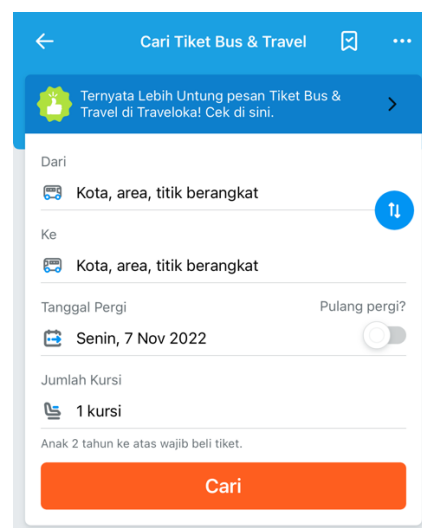 Cari Tiket Bus & Travel
Ternyata Lebih Untung pesan Tiket Bus &
Travel di Traveloka! Cek di sini.
Dari
Kota, area, titik berangkat
Ke
Kota, area, titik berangkat
Tanggal Pergi
Pulang pergi?
Senin, 7 Nov 2022
Jumlah Kursi
1 kursi
Anak 2 tahun ke atas wajib beli tiket.
Cari